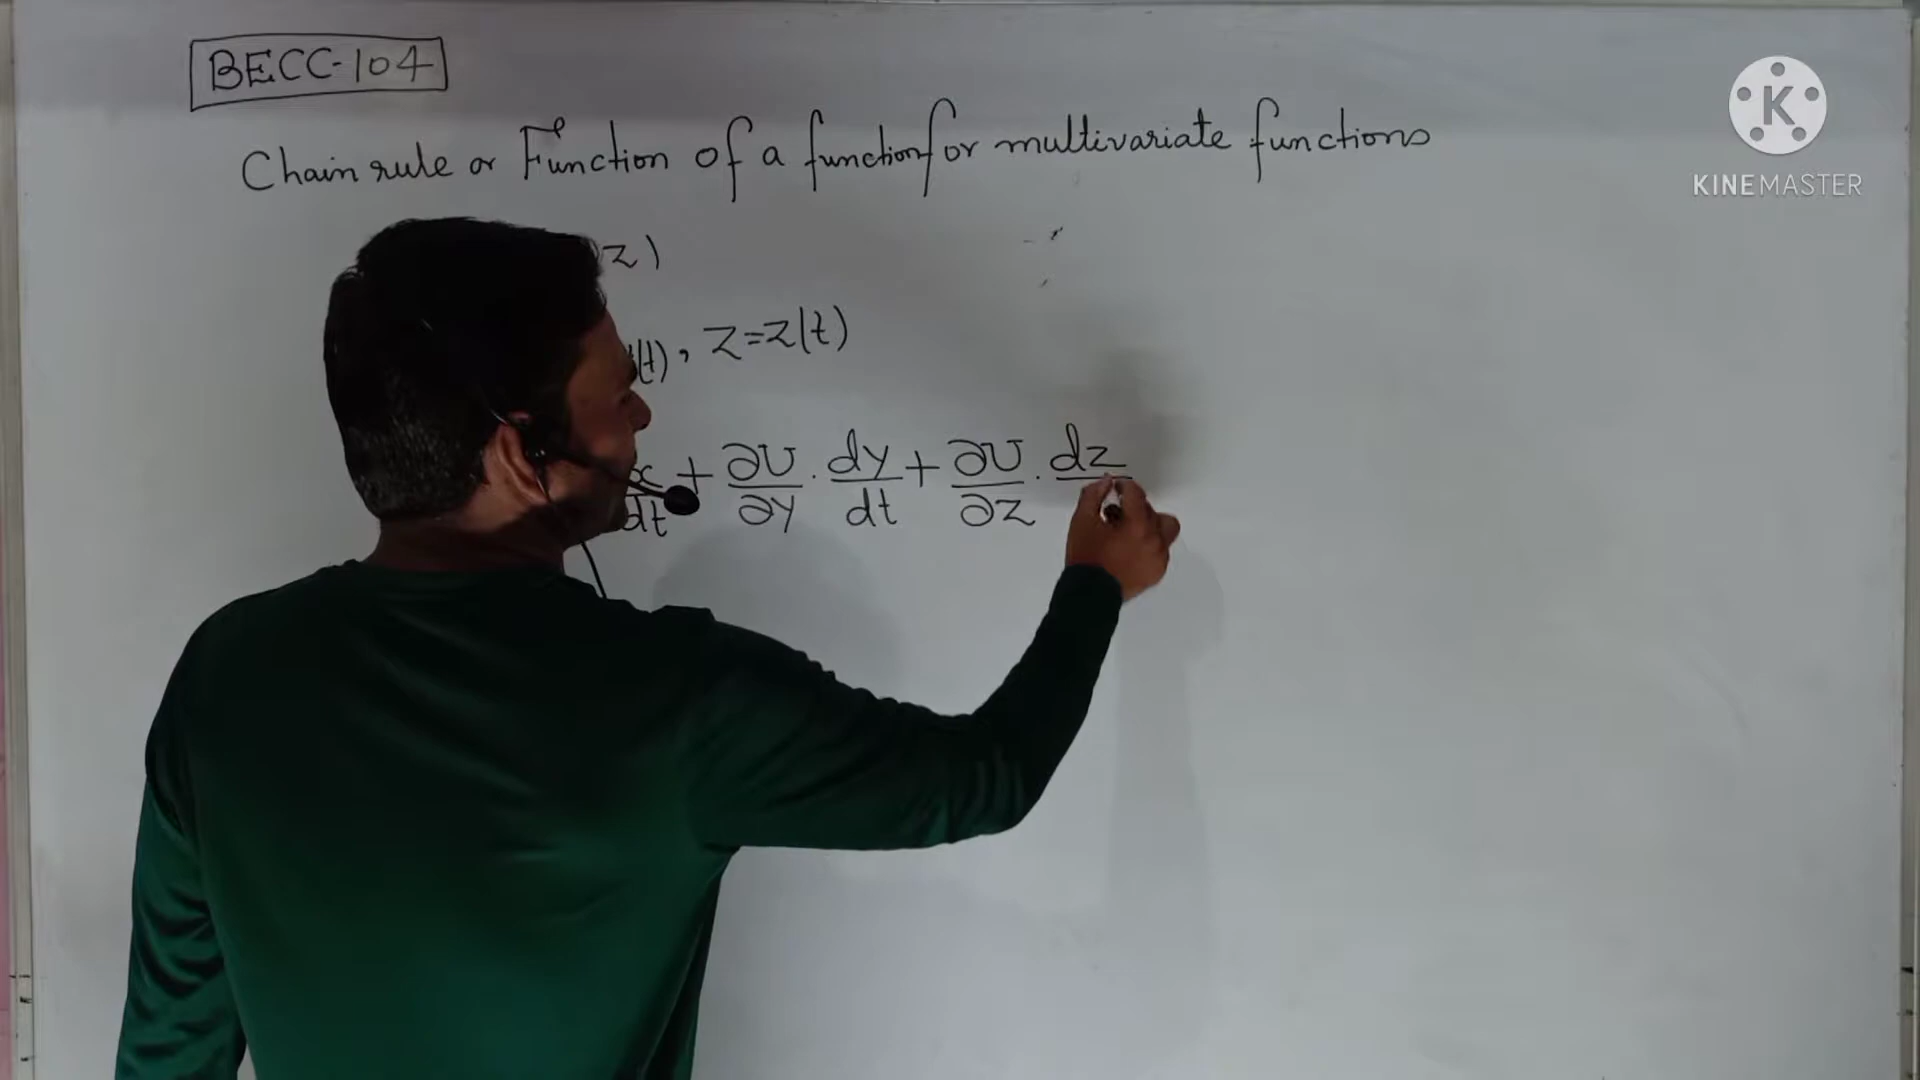 BECC-104
KINEMASTER
Chain rule or Function of a function for multivariate functions
z)
(t), z=z(t)
x/dt + ∂U/∂y . dy/dt + ∂U/∂z . dz